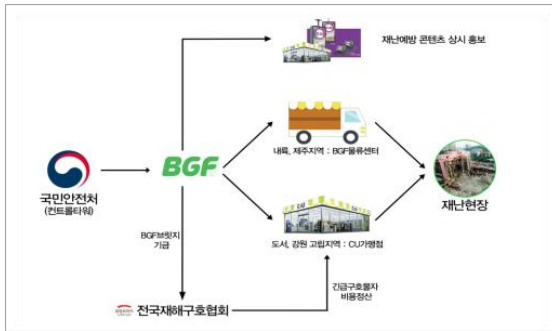 재난예방 콘텐츠 상시 홍보
내륙, 제주지역 : BGF물류센터
국민안전처
(컨트롤타워)
BGF
재난현장
BGF브릿지
기금
도서, 강원 고립지역 : CU가맹점
긴급구호물자
비용정산
전국재해구호협회